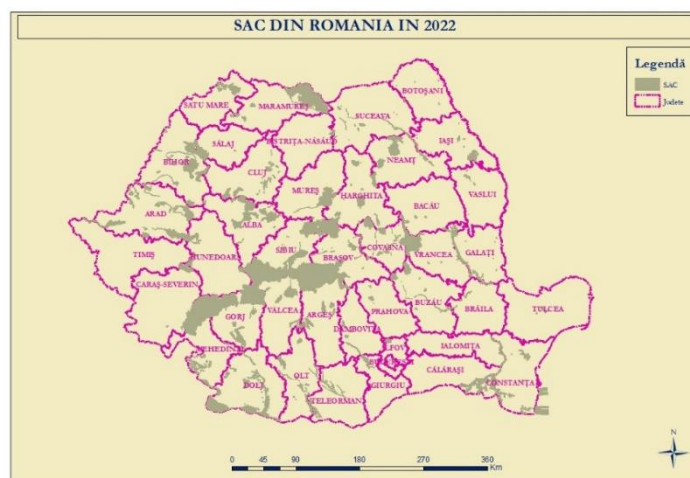 SAC DIN ROMANIA IN 2022
Legendă
SAC
Judete
BOTOȘANI
SATU MARE
MARAMUREȘ
SUCEAVA
IAȘI
SĂLAJ
BISTRIȚA-NĂSĂUD
NEAMȚ
BIHOR
CLUJ
MUREȘ
HARGHITA
VASLUI
BACĂU
ARAD
ALBA
SIBIU
COVASNA
TIMIȘ
HUNEDOARA
BRAȘOV
VRANCEA
GALAȚI
CARAȘ-SEVERIN
GORJ
VALCEA
ARGEȘ
PRAHOVA
BUZĂU
BRĂILA
TULCEA
DAMBOVIȚA
MEHEDINȚI
ILFOV
IALOMIȚA
DOLJ
OLT
CĂLĂRAȘI
CONSTANȚA
TELEORMAN
GIURGIU
N
0 45 90 180 270 360
Km